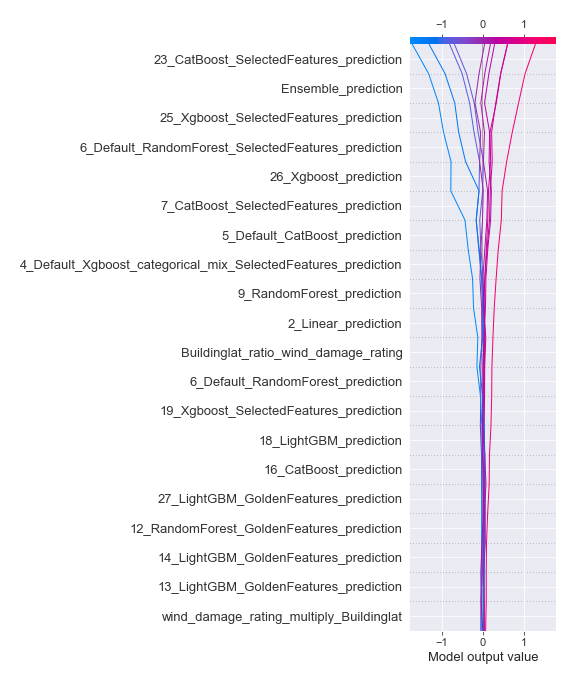 −1 0 1
23_CatBoost_SelectedFeatures_prediction
Ensemble_prediction
25_Xgboost_SelectedFeatures_prediction
6_Default_RandomForest_SelectedFeatures_prediction
26_Xgboost_prediction
7_CatBoost_SelectedFeatures_prediction
5_Default_CatBoost_prediction
4_Default_Xgboost_categorical_mix_SelectedFeatures_prediction
9_RandomForest_prediction
2_Linear_prediction
Buildinglat_ratio_wind_damage_rating
6_Default_RandomForest_prediction
19_Xgboost_SelectedFeatures_prediction
18_LightGBM_prediction
16_CatBoost_prediction
27_LightGBM_GoldenFeatures_prediction
12_RandomForest_GoldenFeatures_prediction
14_LightGBM_GoldenFeatures_prediction
13_LightGBM_GoldenFeatures_prediction
wind_damage_rating_multiply_Buildinglat
−1 0 1
Model output value